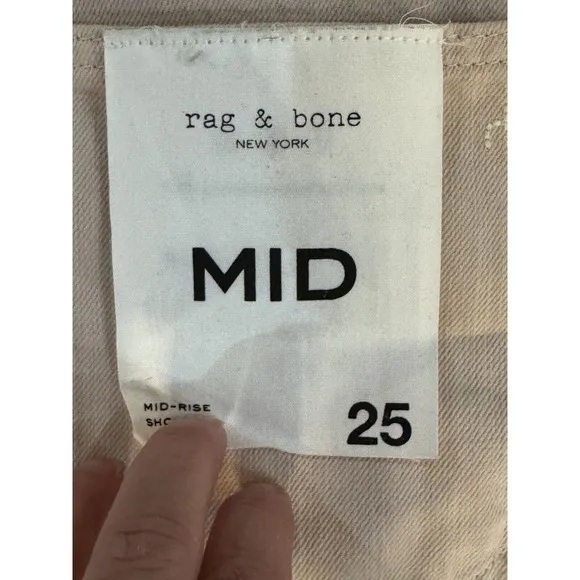 rag & bone
NEW YORK
MID
MID-RISE
25